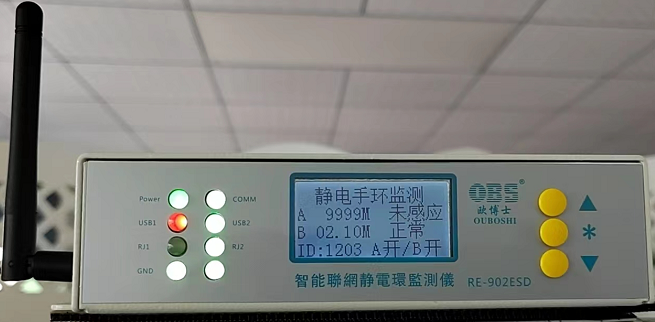 Power
COMM
USB1
USB2
RJ1
RJ2
GND
静电手环监测
A 9999M 未感应
B 02.10M 正常
ID:1203 A开/B开
智能聯網静電環監測儀 RE-902ESD
OBS®
欧博士
OUBOSHI
▲
*
▼